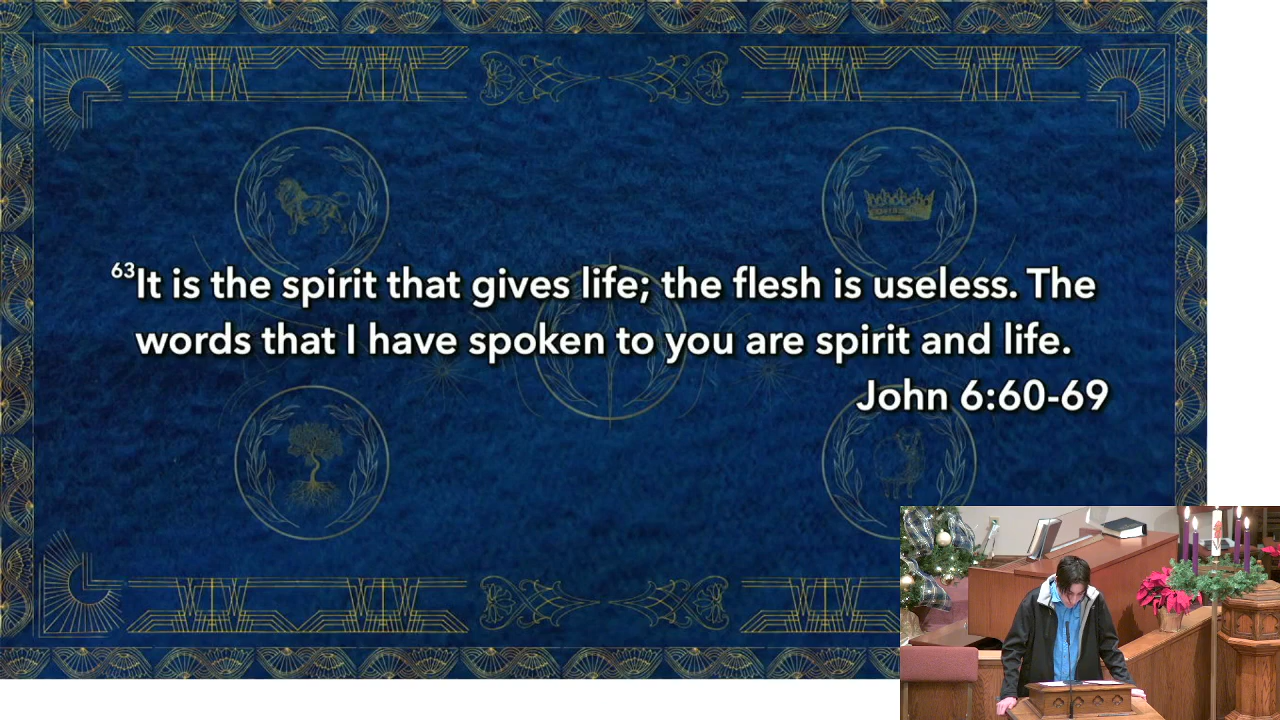 ⁶³It is the spirit that gives life; the flesh is useless. The
words that I have spoken to you are spirit and life.
John 6:60-69